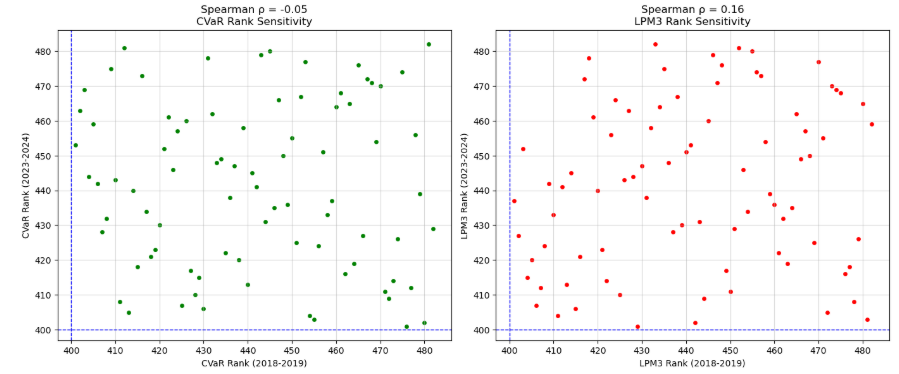 Spearman ρ = -0.05
CVaR Rank Sensitivity
CVaR Rank (2023-2024)
480
470
460
450
440
430
420
410
400
400 410 420 430 440 450 460 470 480
CVaR Rank (2018-2019)
Spearman ρ = 0.16
LPM3 Rank Sensitivity
LPM3 Rank (2023-2024)
480
470
460
450
440
430
420
410
400
400 410 420 430 440 450 460 470 480
LPM3 Rank (2018-2019)